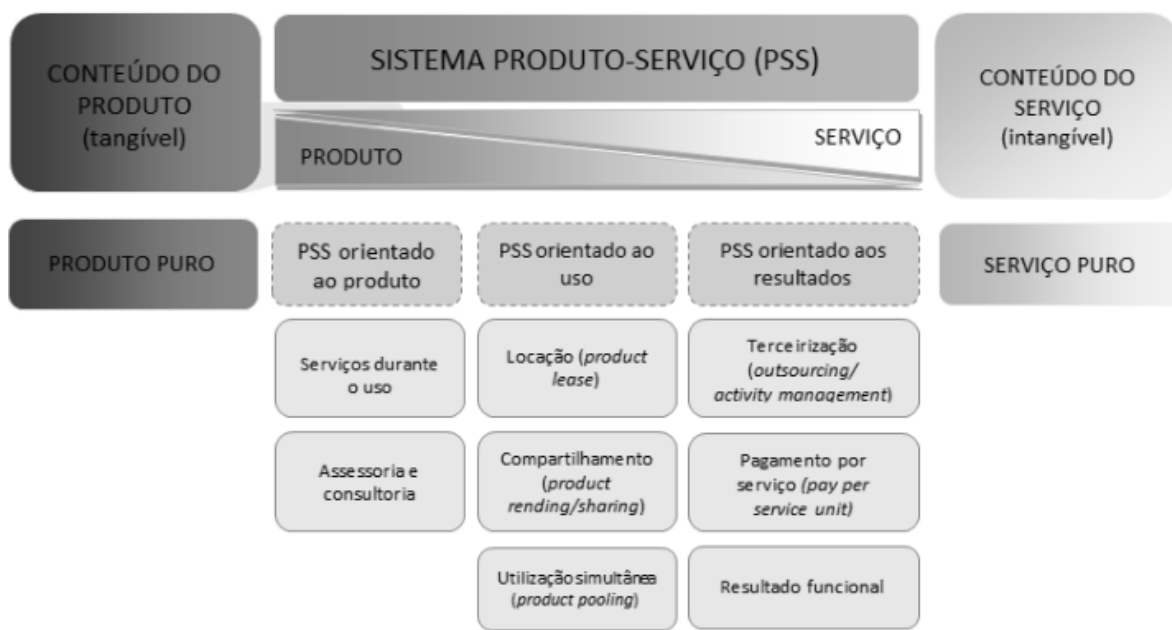 CONTEÚDO DO
PRODUTO
(tangível)
SISTEMA PRODUTO-SERVIÇO (PSS)
PRODUTO
SERVIÇO
CONTEÚDO DO
SERVIÇO
(intangível)
PRODUTO PURO
PSS orientado
ao produto
PSS orientado ao
uso
PSS orientado aos
resultados
SERVIÇO PURO
Serviços durante
o uso
Locação (product
lease)
Terceirização
(outsourcing/
activity management)
Assessoria e
consultoria
Compartilhamento
(product
rending/sharing)
Pagamento por
serviço (pay per
service unit)
Utilização simultânea
(product pooling)
Resultado funcional